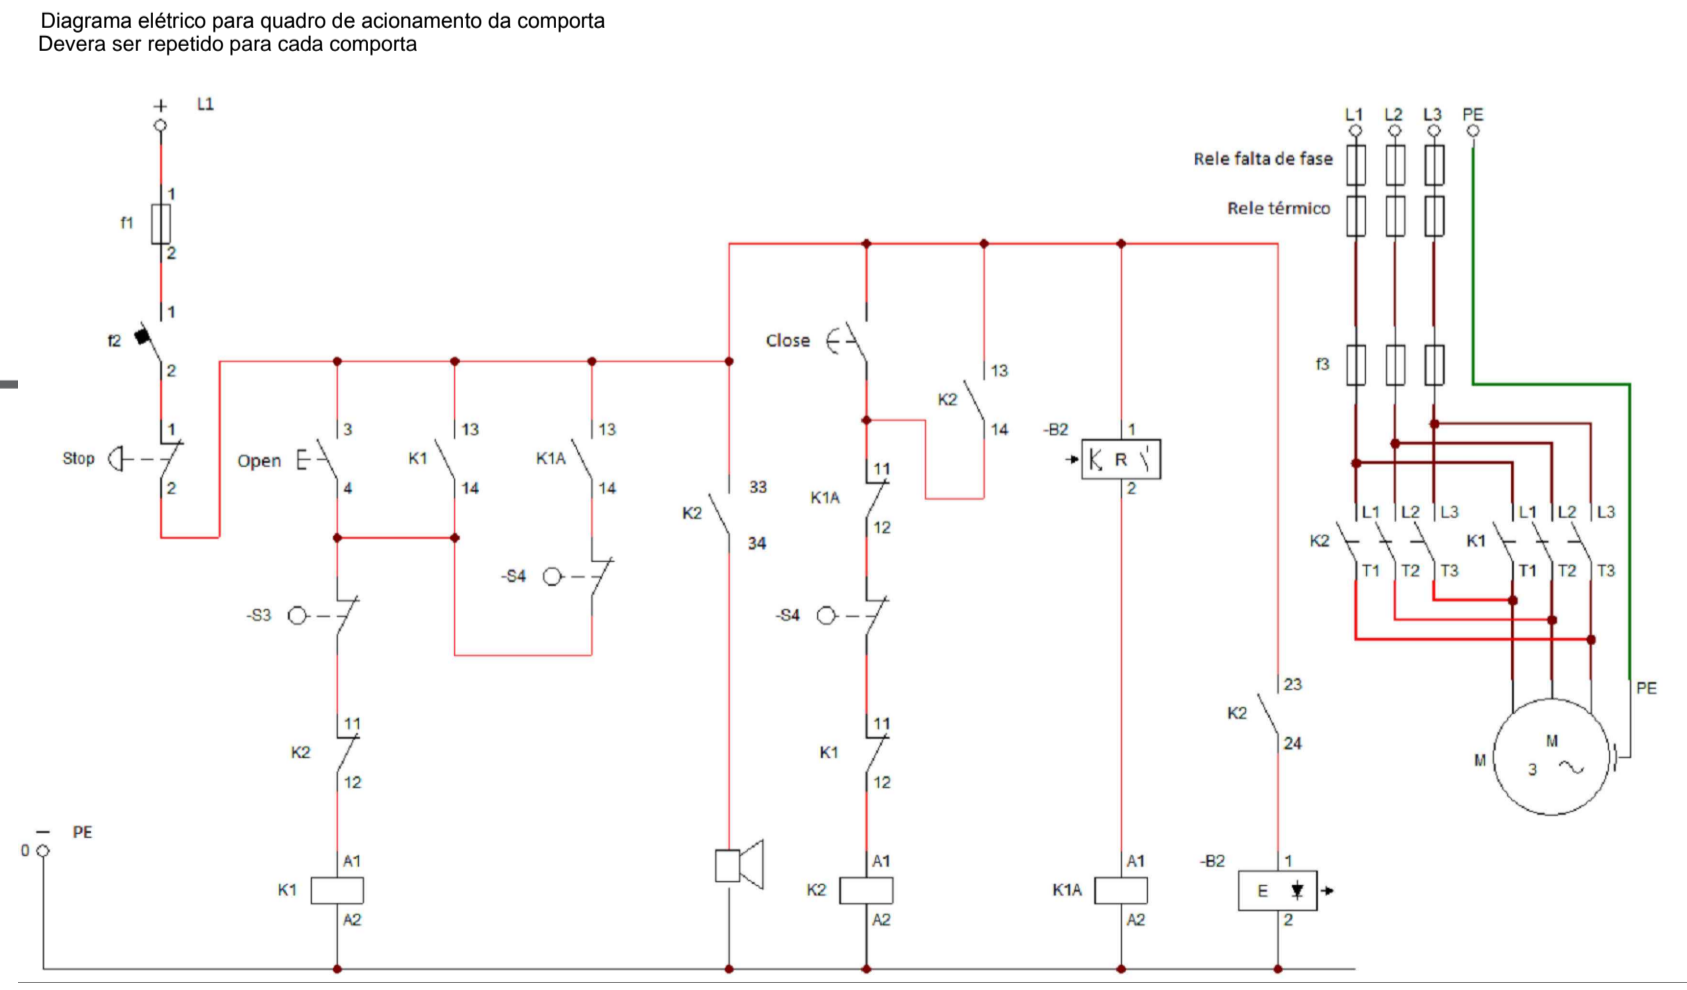 Diagrama elétrico para quadro de acionamento da comporta
Devera ser repetido para cada comporta
+ L1
L1 L2 L3 PE
Rele falta de fase
1
f1
Rele térmico
2
1
f2
Close
2
13
f3
K2
1
3
13
13
14
-B2
1
Stop
Open
K1
K1A
K R
11
2
4
14
14
33
K1A
2
K2
12
L1 L2 L3
L1 L2 L3
34
K2
K1
-S4
T1 T2 T3
T1 T2 T3
-S3
-S4
23
PE
K2
11
11
24
K2
K1
M
M
12
12
3
− PE
0
A1
A1
A1
-B2
1
K1
K2
K1A
E
A2
A2
A2
2